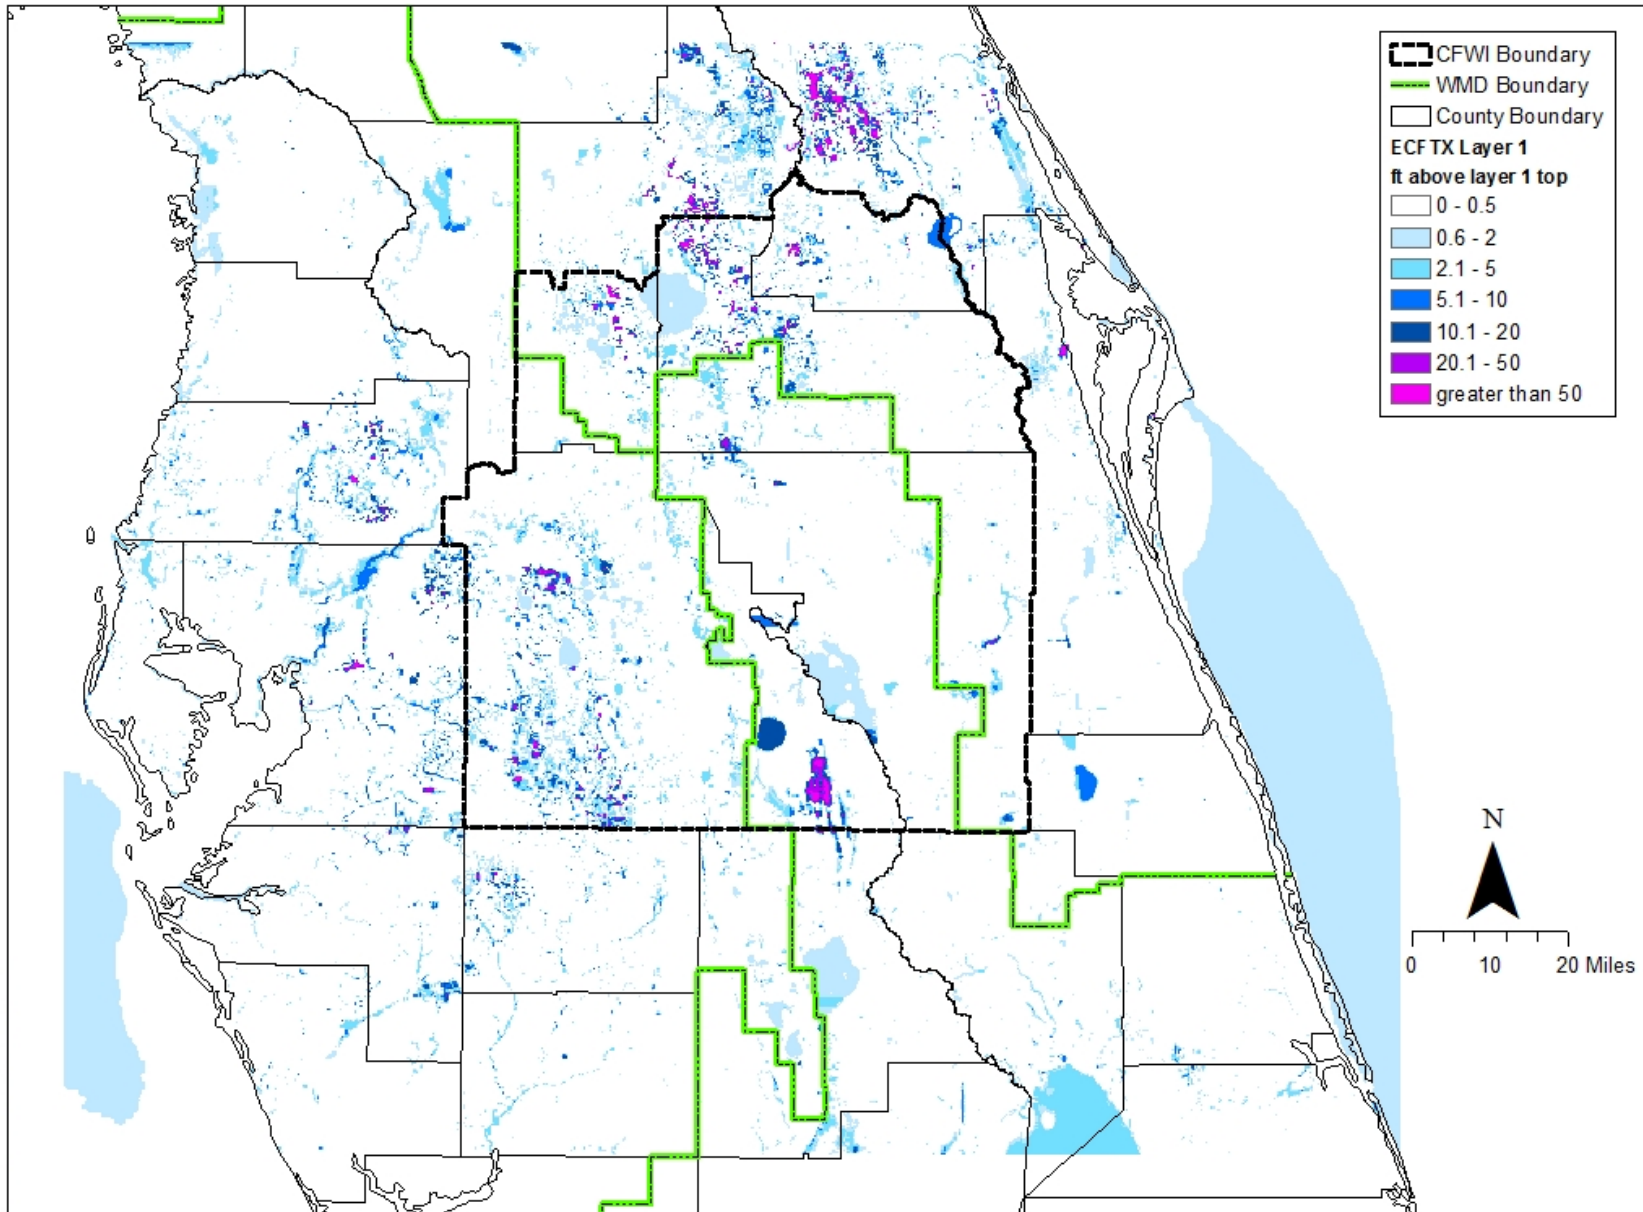 CFWI Boundary
WMD Boundary
County Boundary
ECFTX Layer 1
ft above layer 1 top
0 - 0.5
0.6 - 2
2.1 - 5
5.1 - 10
10.1 - 20
20.1 - 50
greater than 50
N
0 10 20 Miles